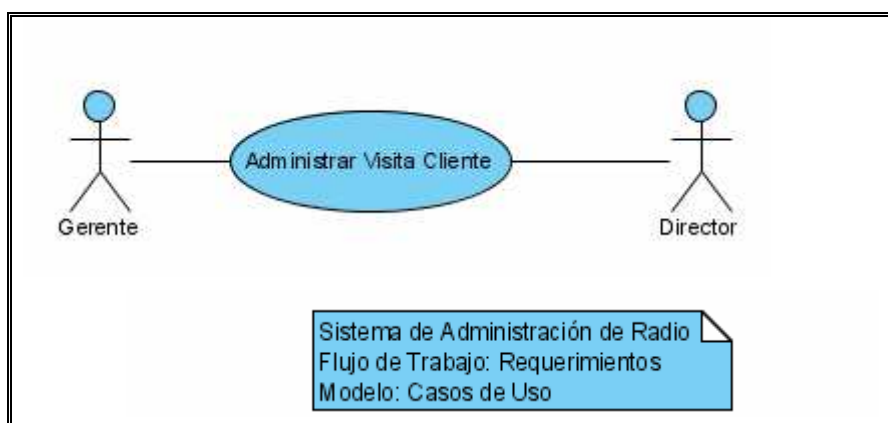 Administrar Visita Cliente
Gerente
Director
Sistema de Administración de Radio
Flujo de Trabajo: Requerimientos
Modelo: Casos de Uso